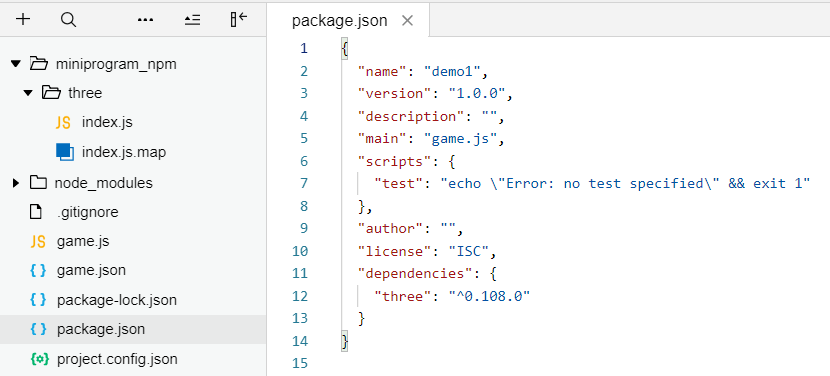 package.json
miniprogram_npm
three
JS index.js
index.js.map
node_modules
.gitignore
JS game.js
{ } game.json
{ } package-lock.json
{ } package.json
{ } project.config.json
1 {
2 "name": "demo1",
3 "version": "1.0.0",
4 "description": "",
5 "main": "game.js",
6 "scripts": {
7 "test": "echo \"Error: no test specified\" && exit 1"
8 },
9 "author": "",
10 "license": "ISC",
11 "dependencies": {
12 "three": "^0.108.0"
13 }
14 }
15